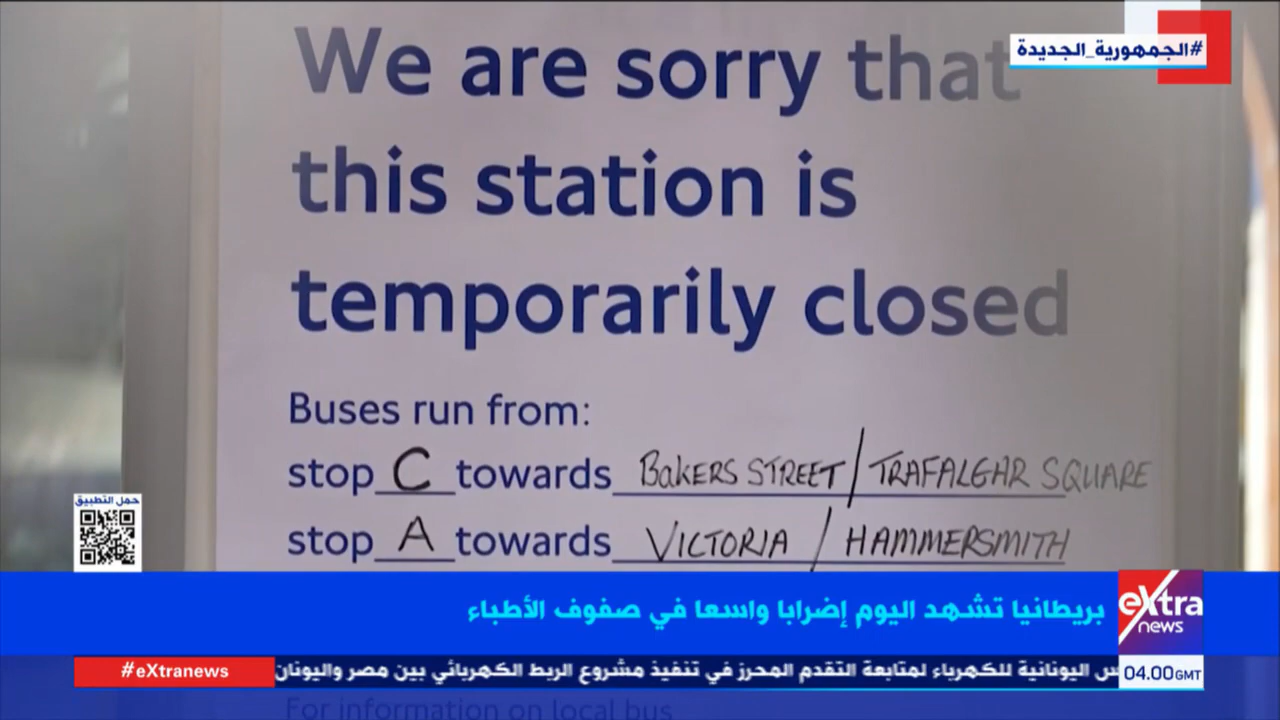 We are sorry that
this station is
temporarily closed
Buses run from:
stop C towards BAKERS STREET / TRAFALGAR SQUARE
stop A towards VICTORIA / HAMMERSMITH
#الجمهورية_الجديدة
حمل التطبيق
بريطانيا تشهد اليوم إضرابا واسعا في صفوف الأطباء
eXtra
news
#eXtranews
اليونانية للكهرباء لمتابعة التقدم المحرز في تنفيذ مشروع الربط الكهربائي بين مصر واليونان
04.00GMT
For information on local bus